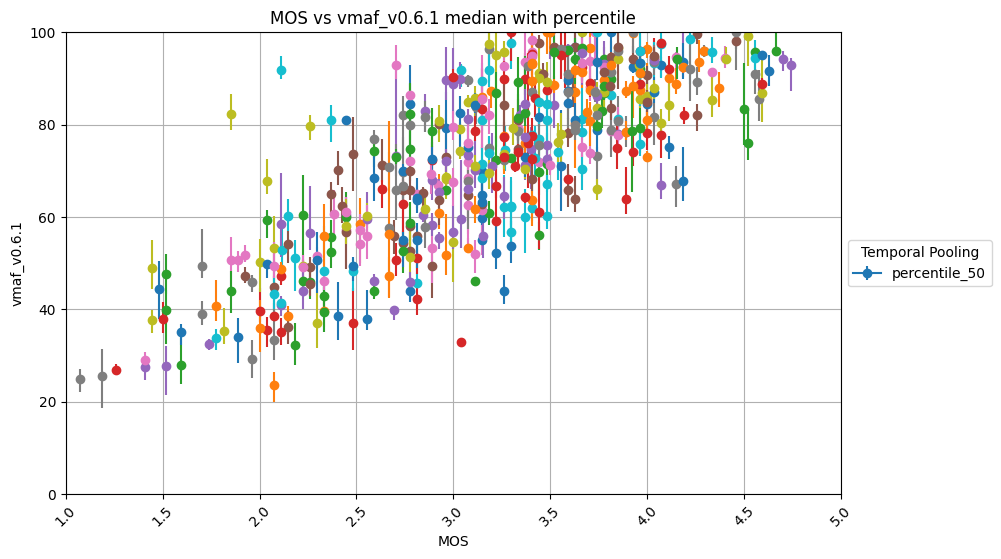 MOS vs vmaf_v0.6.1 median with percentile
100
80
60
40
20
0
vmaf_v0.6.1
1.0 1.5 2.0 2.5 3.0 3.5 4.0 4.5 5.0
MOS
Temporal Pooling
percentile_50